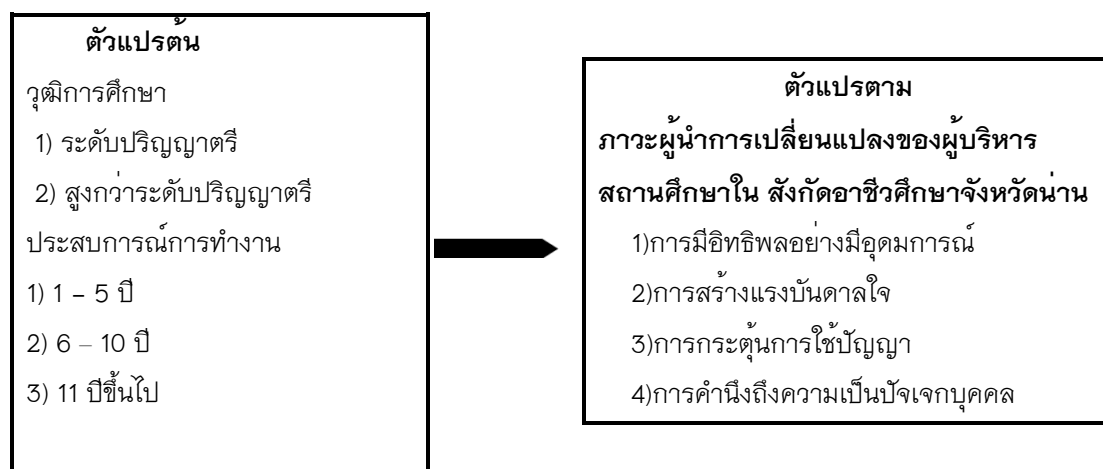 ตัวแปรต้น
วุฒิการศึกษา
1) ระดับปริญญาตรี
2) สูงกว่าระดับปริญญาตรี
ประสบการณ์การทำงาน
1) 1 – 5 ปี
2) 6 – 10 ปี
3) 11 ปีขึ้นไป
ตัวแปรตาม
ภาวะผู้นำการเปลี่ยนแปลงของผู้บริหาร
สถานศึกษาใน สังกัดอาชีวศึกษาจังหวัดน่าน
1)การมีอิทธิพลอย่างมีอุดมการณ์
2)การสร้างแรงบันดาลใจ
3)การกระตุ้นการใช้ปัญญา
4)การคำนึงถึงความเป็นปัจเจกบุคคล